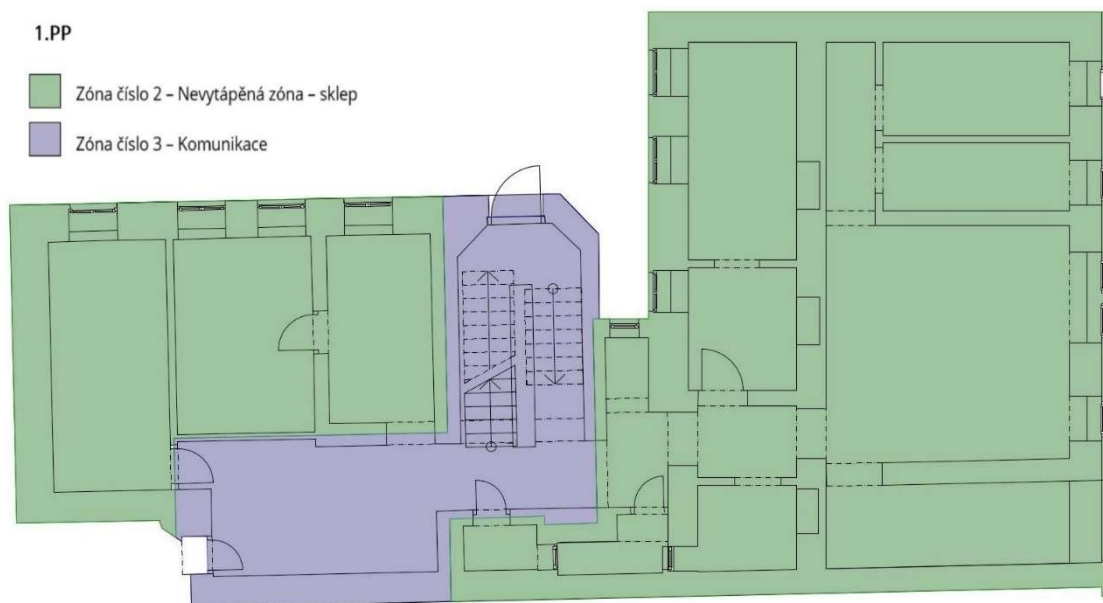 1.PP
Zóna číslo 2 – Nevytápěná zóna – sklep
Zóna číslo 3 – Komunikace